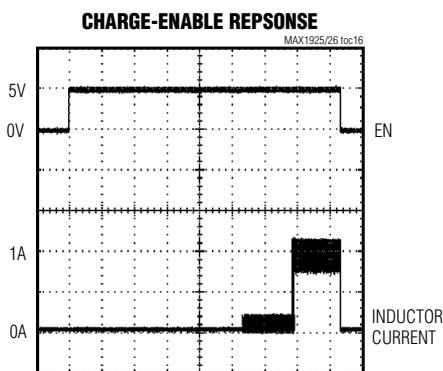 CHARGE-ENABLE REPSONSE
MAX1925/26 toc16
5V
0V
EN
1A
0A
INDUCTOR
CURRENT